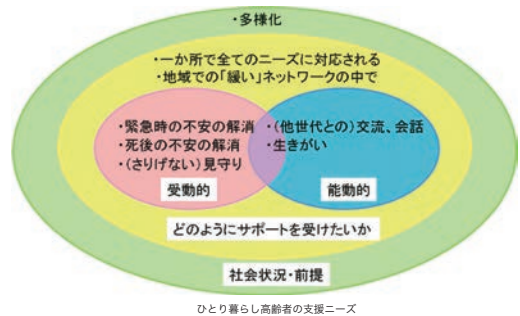 ・多様化
・一か所で全てのニーズに対応される
・地域での「緩い」ネットワークの中で
・緊急時の不安の解消
・死後の不安の解消
・(さりげない)見守り
受動的
・(他世代との)交流、会話
・生きがい
能動的
どのようにサポートを受けたいか
社会状況・前提
ひとり暮らし高齢者の支援ニーズ